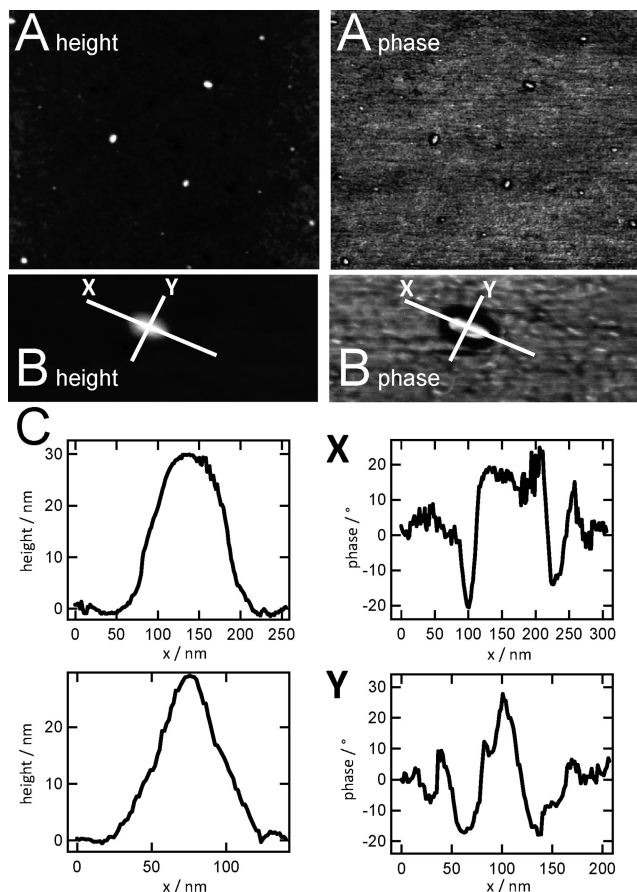 A height
A phase
X Y
B height
X Y
B phase
C
X
30
20
10
0
height / nm
0 50 100 150 200 250
x / nm
20
10
0
-10
-20
phase / °
0 50 100 150 200 250 300
x / nm
Y
20
10
0
height / nm
0 50 100
x / nm
30
20
10
0
-10
-20
phase / °
0 50 100 150 200
x / nm